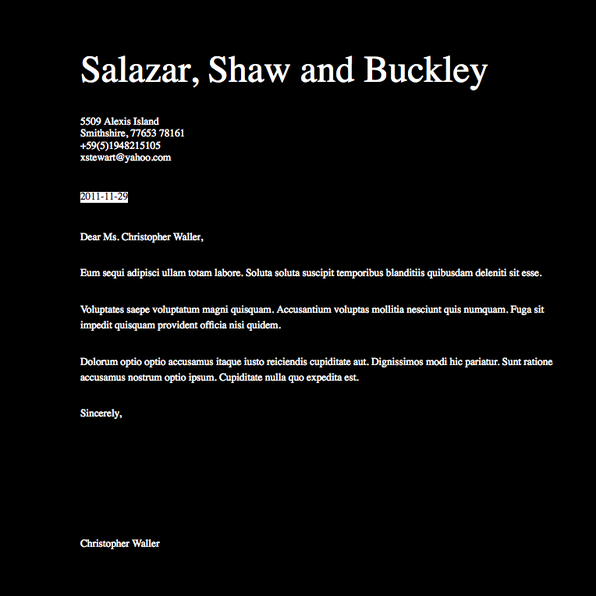 Salazar, Shaw and Buckley
5509 Alexis Island
Smithshire, 77653 78161
+59(5)1948215105
xstewart@yahoo.com
2011-11-29
Dear Ms. Christopher Waller,
Eum sequi adipisci ullam totam labore. Soluta soluta suscipit temporibus blanditiis quibusdam deleniti sit esse.
Voluptates saepe voluptatum magni quisquam. Accusantium voluptas mollitia nesciunt quis numquam. Fuga sit
impedit quisquam provident officia nisi quidem.
Dolorum optio optio accusamus itaque iusto reiciendis cupiditate aut. Dignissimos modi hic pariatur. Sunt ratione
accusamus nostrum optio ipsum. Cupiditate nulla quo expedita est.
Sincerely,
Christopher Waller